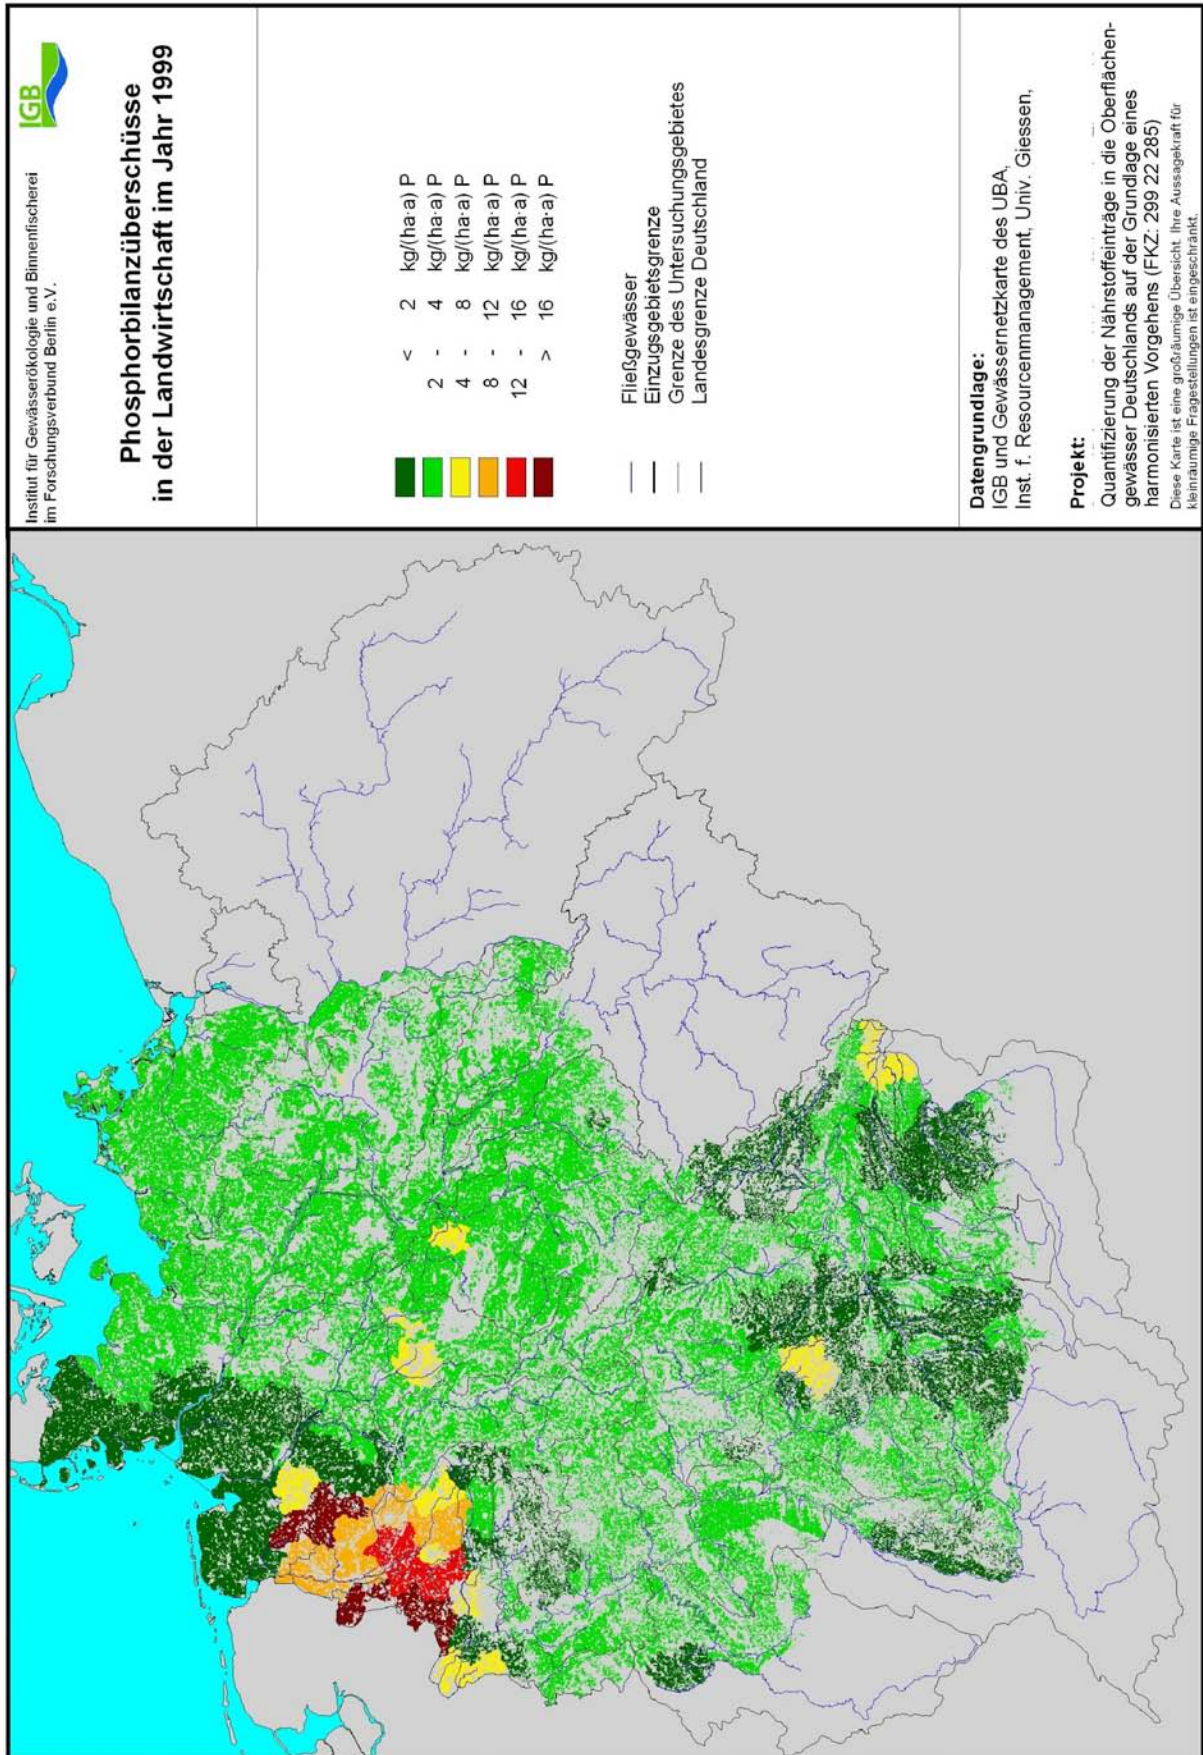 Institut für Gewässerökologie und Binnenfischerei
im Forschungsverbund Berlin e.V.
IGB
Phosphorbilanzüberschüsse
in der Landwirtschaft im Jahr 1999
< 2 kg/(ha·a) P
2 - 4 kg/(ha·a) P
4 - 8 kg/(ha·a) P
8 - 12 kg/(ha·a) P
12 - 16 kg/(ha·a) P
> 16 kg/(ha·a) P
Fließgewässer
Einzugsgebietsgrenze
Grenze des Untersuchungsgebietes
Landesgrenze Deutschland
Datengrundlage:
IGB und Gewässernetzkarte des UBA,
Inst. f. Resourcenmanagement, Univ. Giessen,
Projekt:
Quantifizierung der Nährstoffeinträge in die Oberflächen-
gewässer Deutschlands auf der Grundlage eines
harmonisierten Vorgehens (FKZ: 299 22 285)
Diese Karte ist eine großräumige Übersicht. Ihre Aussagekraft für
kleinräumige Fragestellungen ist eingeschränkt.